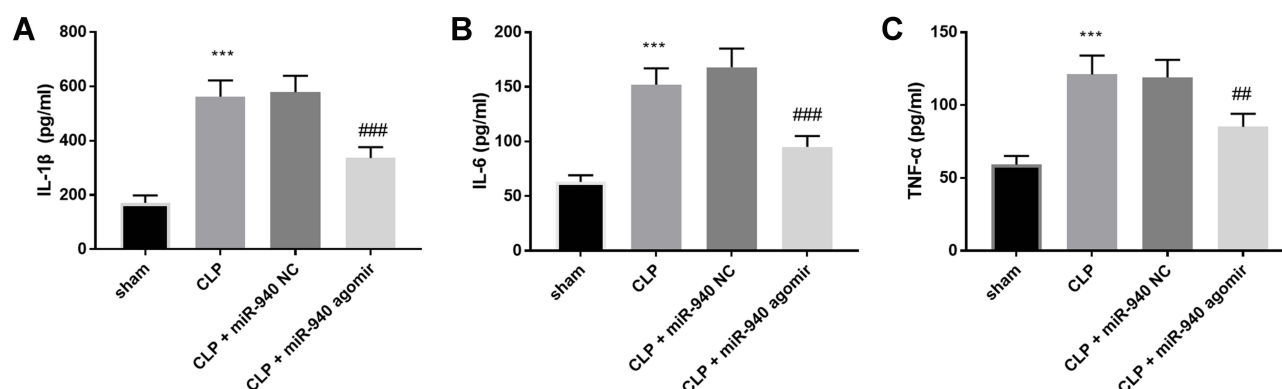 A
IL-1β (pg/ml)
800
600
400
200
0
***
###
sham
CLP
CLP + miR-940 NC
CLP + miR-940 agomir
B
IL-6 (pg/ml)
200
150
100
50
0
***
###
sham
CLP
CLP + miR-940 NC
CLP + miR-940 agomir
C
TNF-α (pg/ml)
150
100
50
0
***
##
sham
CLP
CLP + miR-940 NC
CLP + miR-940 agomir